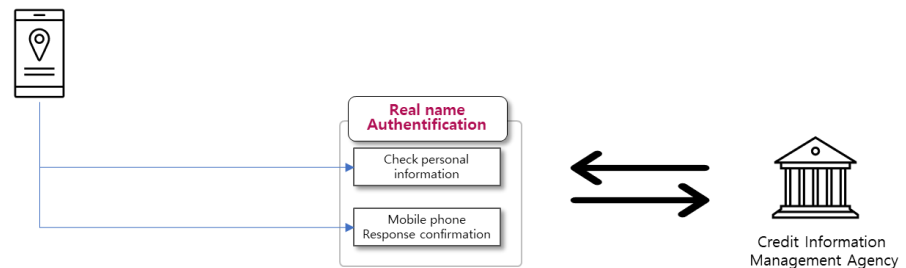 Real name
Authentification
Check personal
information
Mobile phone
Response confirmation
Credit Information
Management Agency